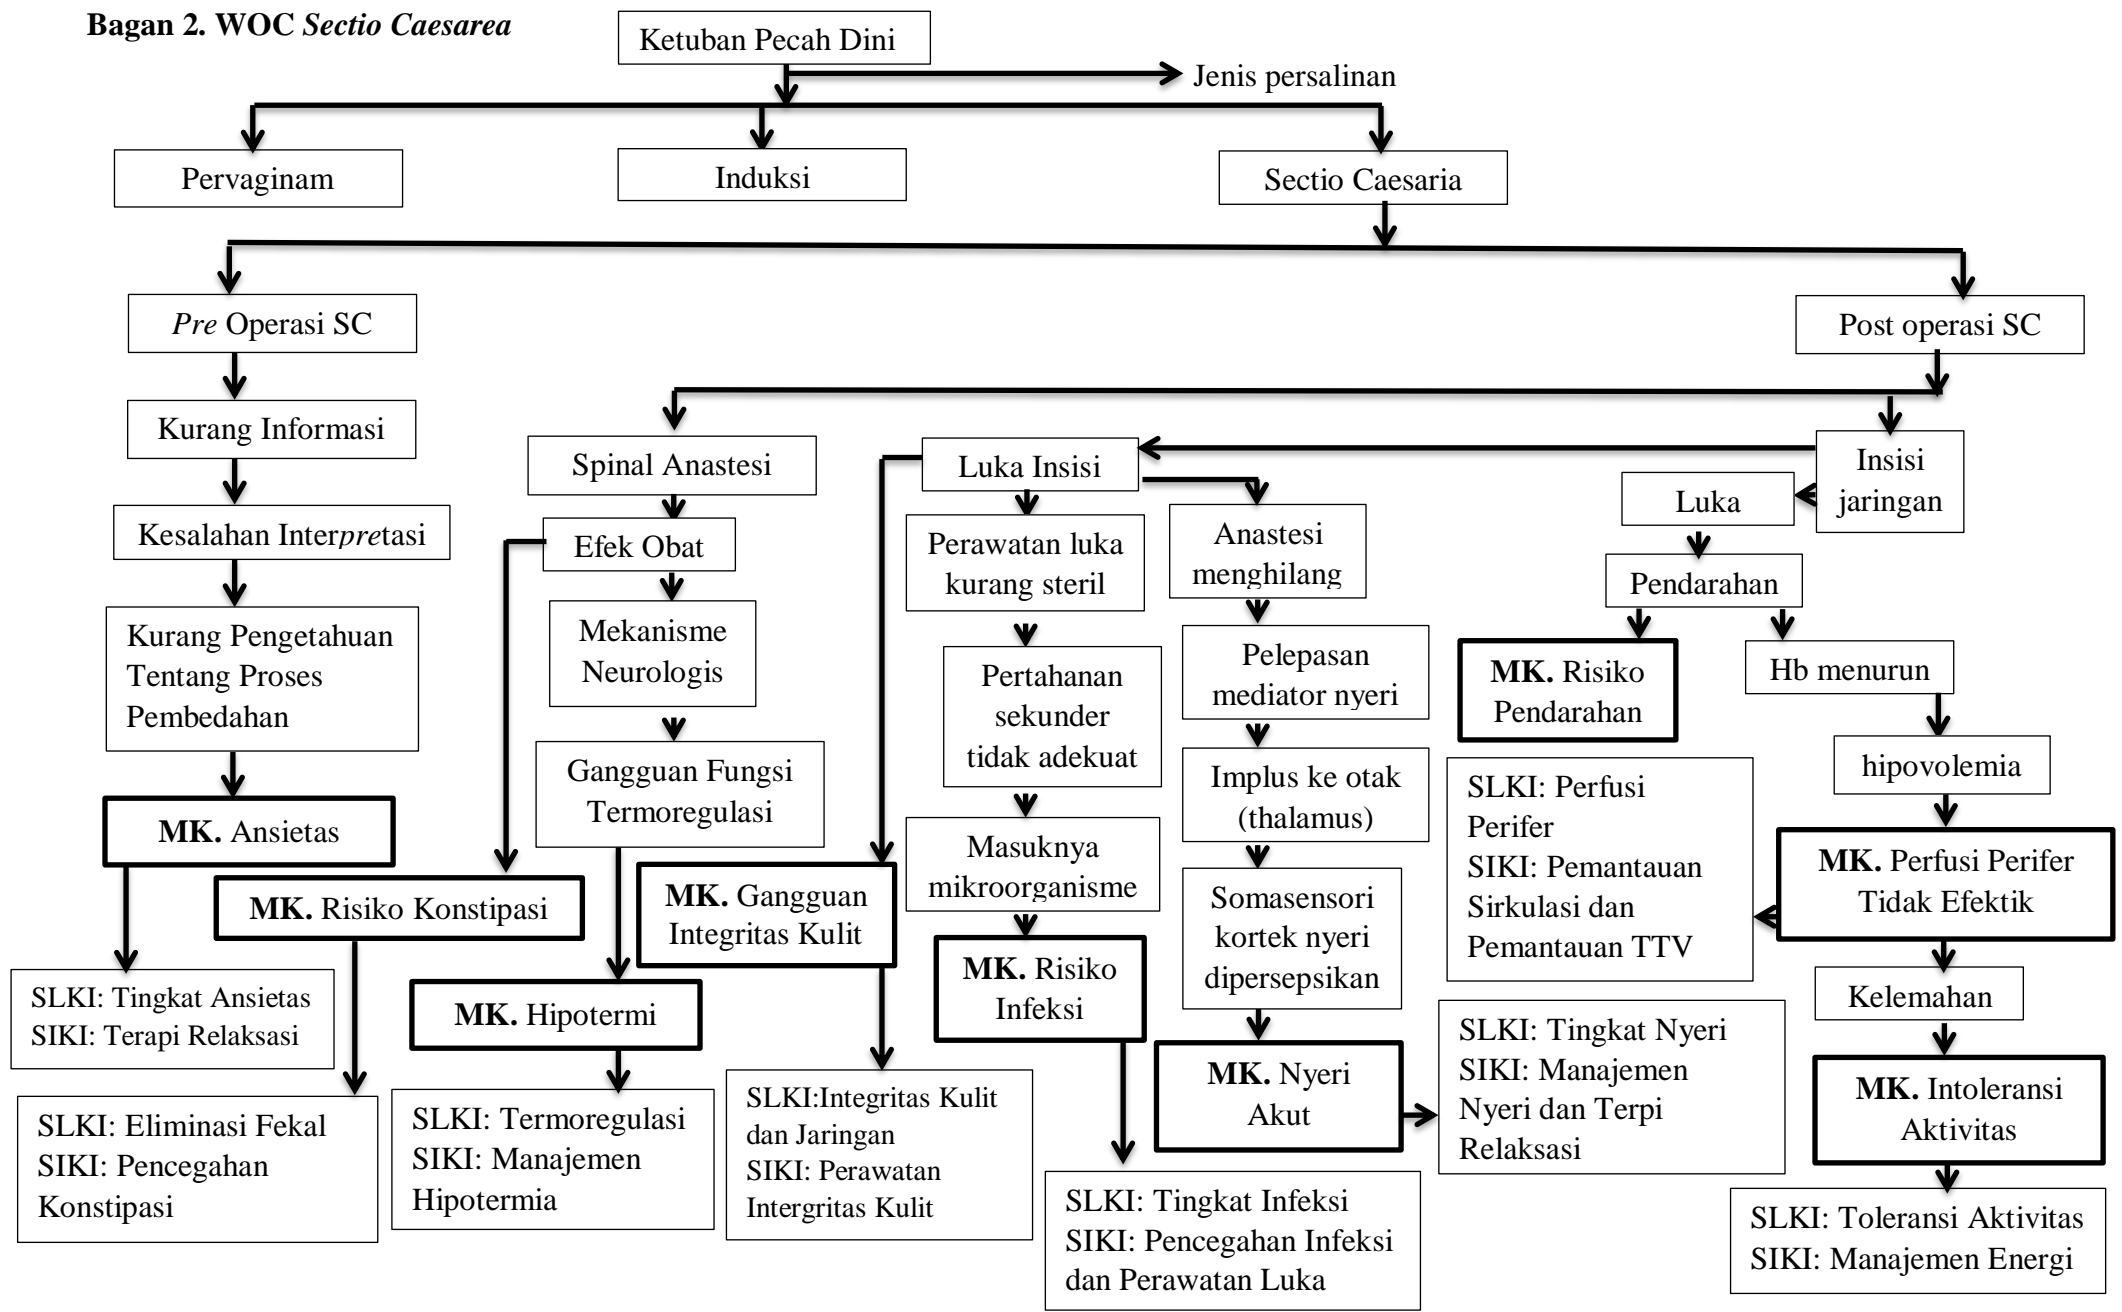 Bagan 2. WOC Sectio Caesarea
Ketuban Pecah Dini
Jenis persalinan
Pervaginam
Induksi
Sectio Caesaria
Pre Operasi SC
Post operasi SC
Kurang Informasi
Kesalahan Interpretasi
Kurang Pengetahuan
Tentang Proses
Pembedahan
MK. Ansietas
SLKI: Tingkat Ansietas
SIKI: Terapi Relaksasi
Spinal Anastesi
Efek Obat
MK. Risiko Konstipasi
SLKI: Eliminasi Fekal
SIKI: Pencegahan
Konstipasi
Mekanisme
Neurologis
Gangguan Fungsi
Termoregulasi
MK. Hipotermi
SLKI: Termoregulasi
SIKI: Manajemen
Hipotermia
Luka Insisi
MK. Gangguan
Integritas Kulit
SLKI:Integritas Kulit
dan Jaringan
SIKI: Perawatan
Intergritas Kulit
Perawatan luka
kurang steril
Pertahanan
sekunder
tidak adekuat
Masuknya
mikroorganisme
MK. Risiko
Infeksi
SLKI: Tingkat Infeksi
SIKI: Pencegahan Infeksi
dan Perawatan Luka
Anastesi
menghilang
Pelepasan
mediator nyeri
Implus ke otak
(thalamus)
Somasensori
kortek nyeri
dipersepsikan
MK. Nyeri
Akut
SLKI: Tingkat Nyeri
SIKI: Manajemen
Nyeri dan Terpi
Relaksasi
Insisi
jaringan
Luka
Pendarahan
MK. Risiko
Pendarahan
Hb menurun
hipovolemia
MK. Perfusi Perifer
Tidak Efektik
SLKI: Perfusi
Perifer
SIKI: Pemantauan
Sirkulasi dan
Pemantauan TTV
Kelemahan
MK. Intoleransi
Aktivitas
SLKI: Toleransi Aktivitas
SIKI: Manajemen Energi